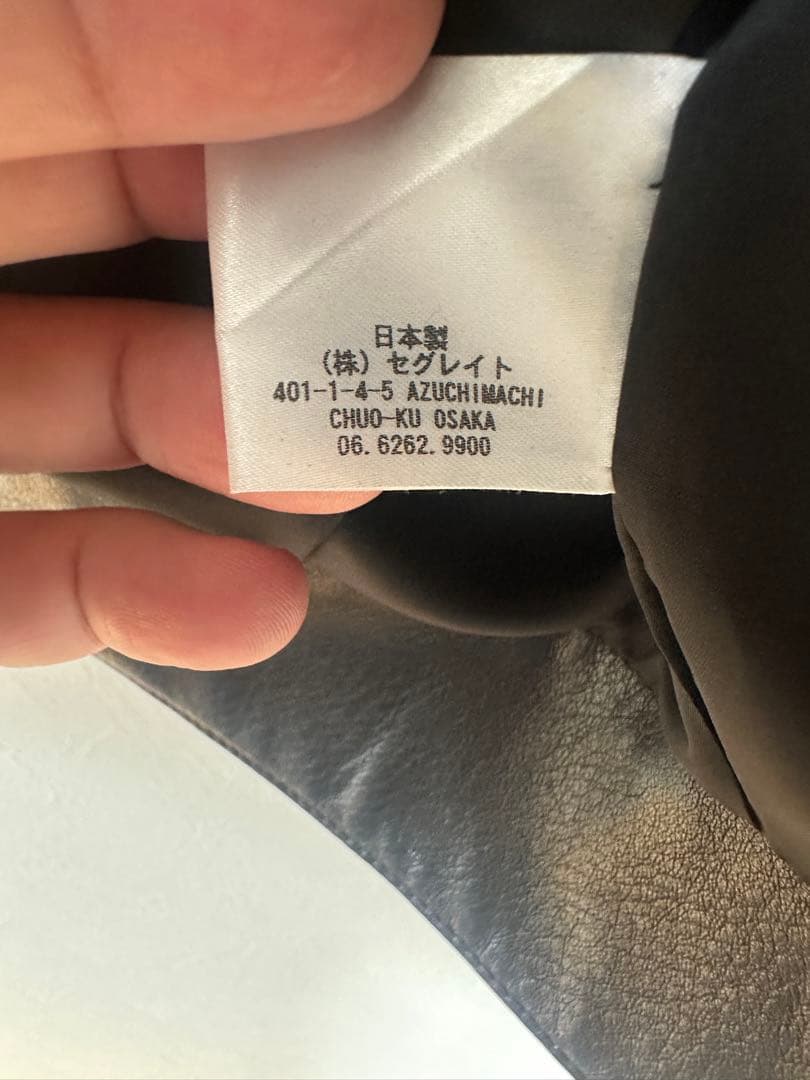 日本製
(株) セグレイト
401-1-4-5 AZUCHIMACHI
CHUO-KU OSAKA
06. 6262. 9900